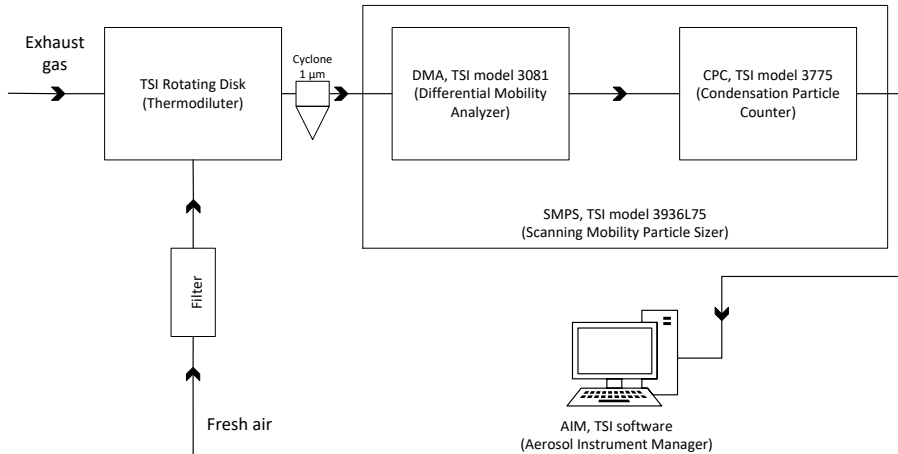 Exhaust
gas
TSI Rotating Disk
(Thermodiluter)
Cyclone
1 µm
DMA, TSI model 3081
(Differential Mobility
Analyzer)
CPC, TSI model 3775
(Condensation Particle
Counter)
SMPS, TSI model 3936L75
(Scanning Mobility Particle Sizer)
Filter
Fresh air
AIM, TSI software
(Aerosol Instrument Manager)